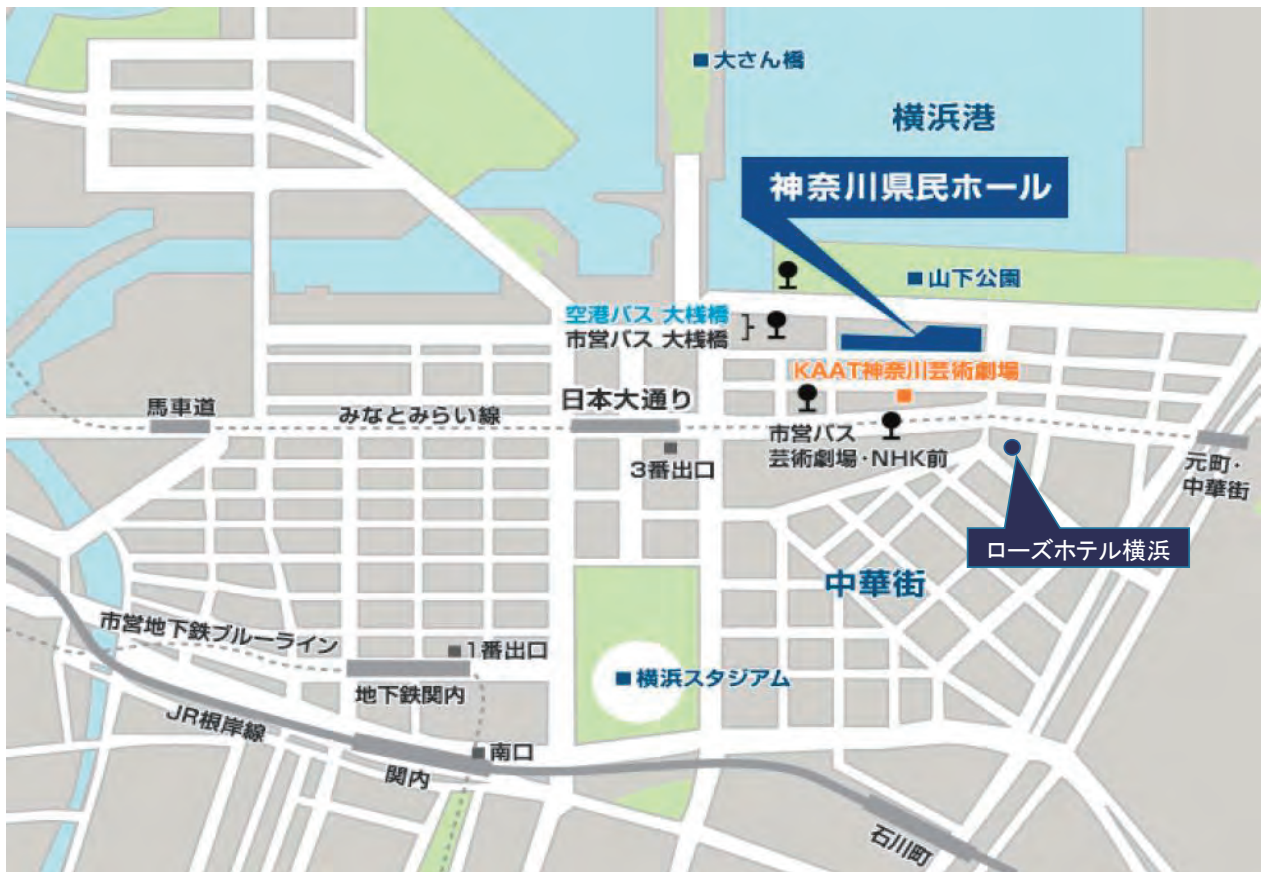 大さん橋
横浜港
神奈川県民ホール
山下公園
空港バス 大桟橋
市営バス 大桟橋
KAAT神奈川芸術劇場
馬車道
みなとみらい線
日本大通り
3番出口
市営バス
芸術劇場・NHK前
元町・
中華街
ローズホテル横浜
中華街
市営地下鉄ブルーライン
1番出口
地下鉄関内
横浜スタジアム
JR根岸線
関内
南口
石川町